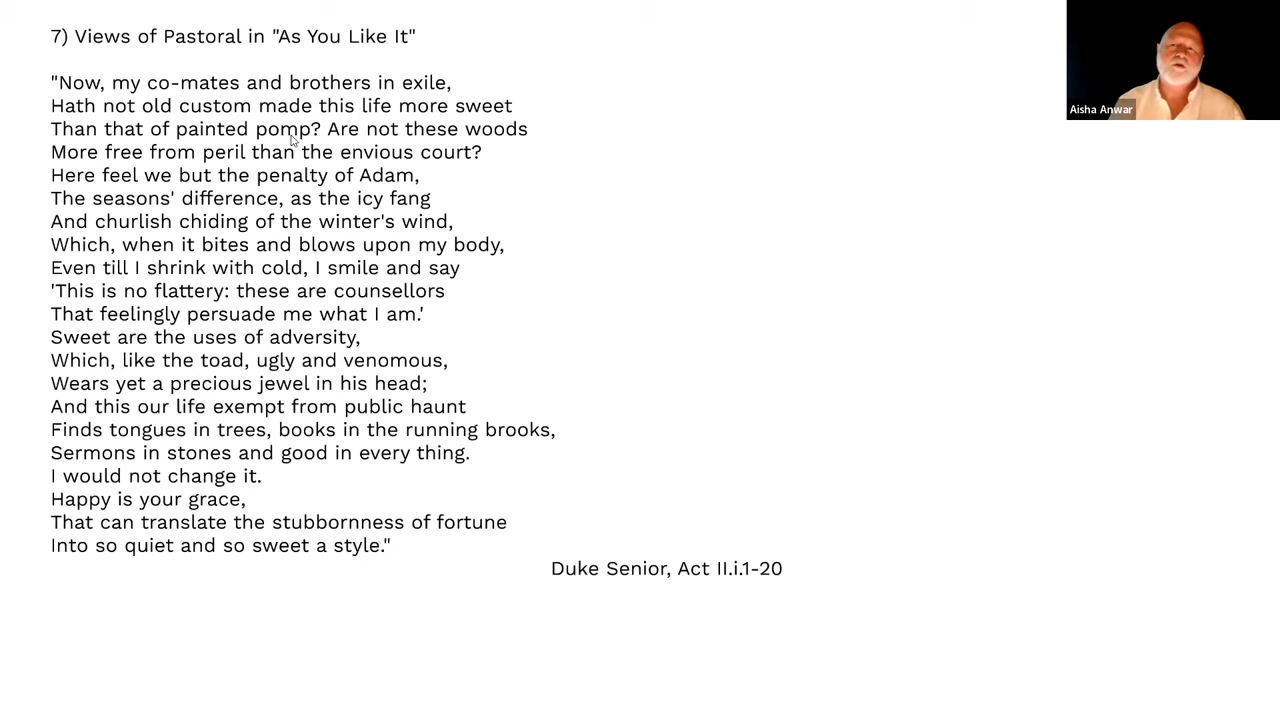 7) Views of Pastoral in "As You Like It"
"Now, my co-mates and brothers in exile,
Hath not old custom made this life more sweet
Than that of painted pomp? Are not these woods
More free from peril than the envious court?
Here feel we but the penalty of Adam,
The seasons' difference, as the icy fang
And churlish chiding of the winter's wind,
Which, when it bites and blows upon my body,
Even till I shrink with cold, I smile and say
'This is no flattery: these are counsellors
That feelingly persuade me what I am.'
Sweet are the uses of adversity,
Which, like the toad, ugly and venomous,
Wears yet a precious jewel in his head;
And this our life exempt from public haunt
Finds tongues in trees, books in the running brooks,
Sermons in stones and good in every thing.
I would not change it.
Happy is your grace,
That can translate the stubbornness of fortune
Into so quiet and so sweet a style."
Duke Senior, Act II.i.1-20
Aisha Anwar